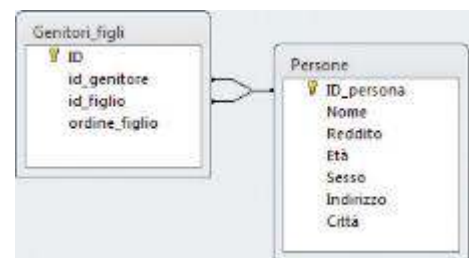 Genitori_figli
ID
id_genitore
id_figlio
ordine_figlio
Persone
ID_persona
Nome
Reddito
Età
Sesso
Indirizzo
Città